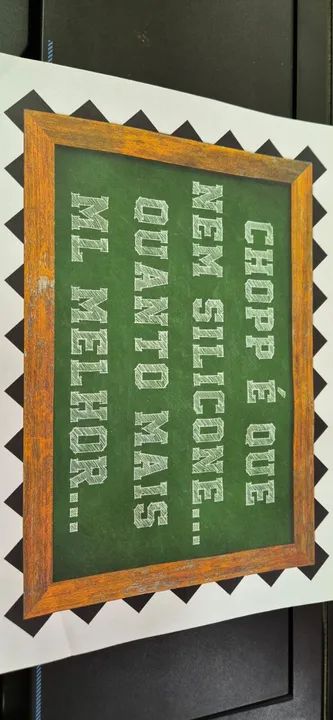 CHOPP É QUE
NEM SILICONE...
QUANTO MAIS
ML MELHOR...